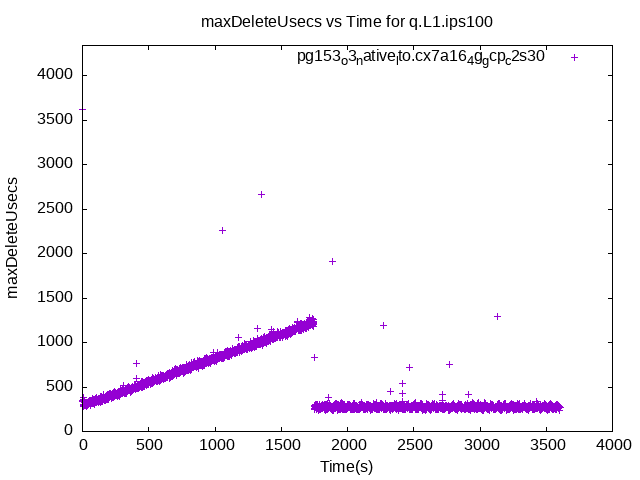 maxDeleteUsecs vs Time for q.L1.ips100
pg153o3native_lto.cx7a16_4g_gcp_c2s30
4000
3500
3000
2500
2000
1500
1000
500
0
maxDeleteUsecs
0 500 1000 1500 2000 2500 3000 3500 4000
Time(s)